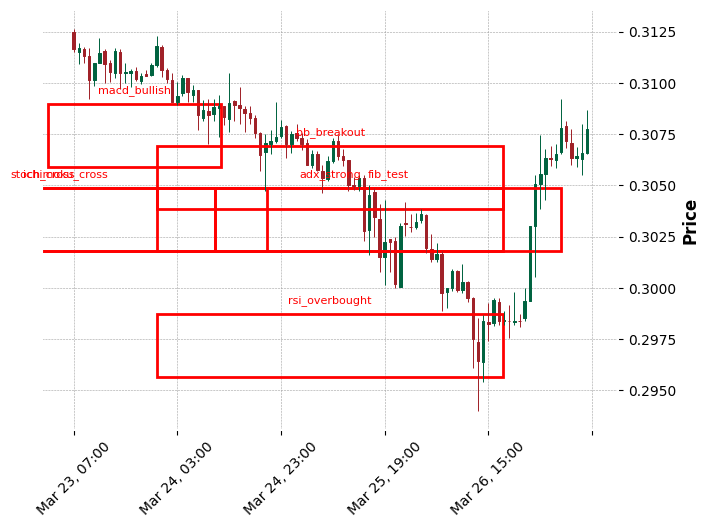 0.3125
0.3100
macd_bullish
0.3075
bb_breakout
0.3050
adx_strong
fib_test
0.3025
Price
0.3000
rsi_overbought
0.2975
0.2950
Mar 23, 07:00
Mar 24, 03:00
Mar 24, 23:00
Mar 25, 19:00
Mar 26, 15:00